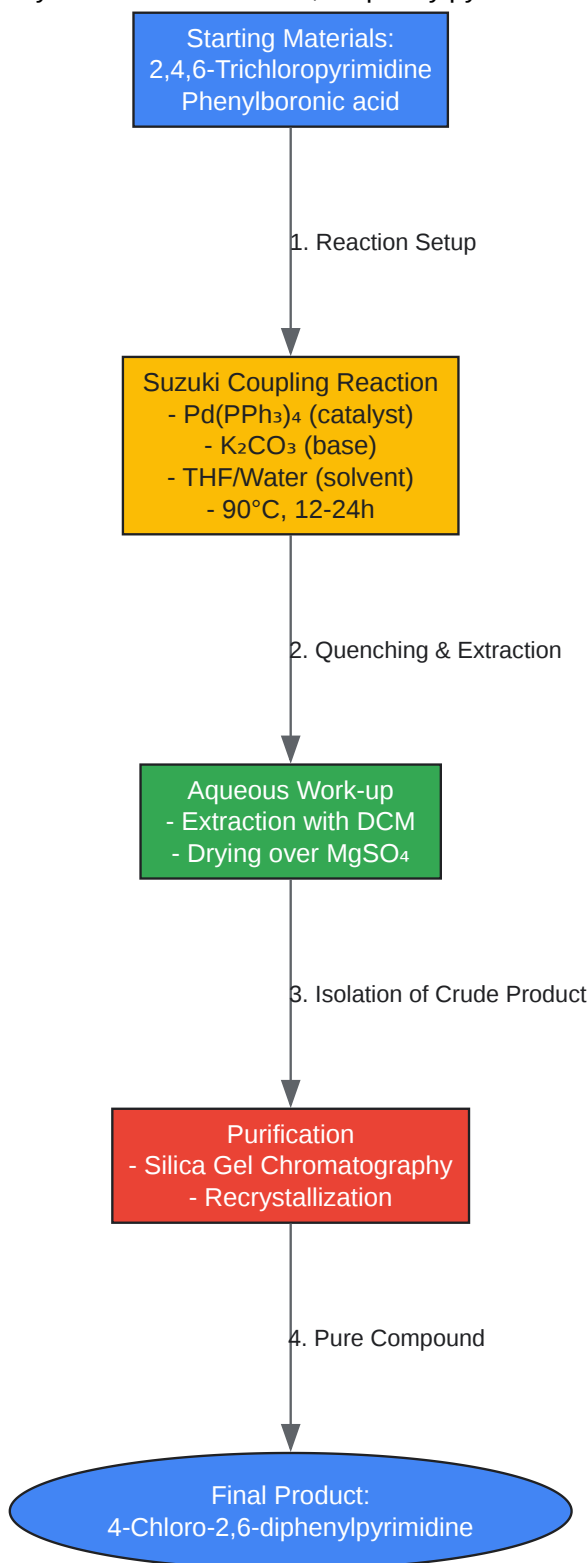 Starting Materials:
2,4,6-Trichloropyrimidine
Phenylboronic acid
1. Reaction Setup
Suzuki Coupling Reaction
- Pd(PPh₃)₄ (catalyst)
- K₂CO₃ (base)
- THF/Water (solvent)
- 90°C, 12-24h
2. Quenching & Extraction
Aqueous Work-up
- Extraction with DCM
- Drying over MgSO₄
3. Isolation of Crude Product
Purification
- Silica Gel Chromatography
- Recrystallization
4. Pure Compound
Final Product:
4-Chloro-2,6-diphenylpyrimidine